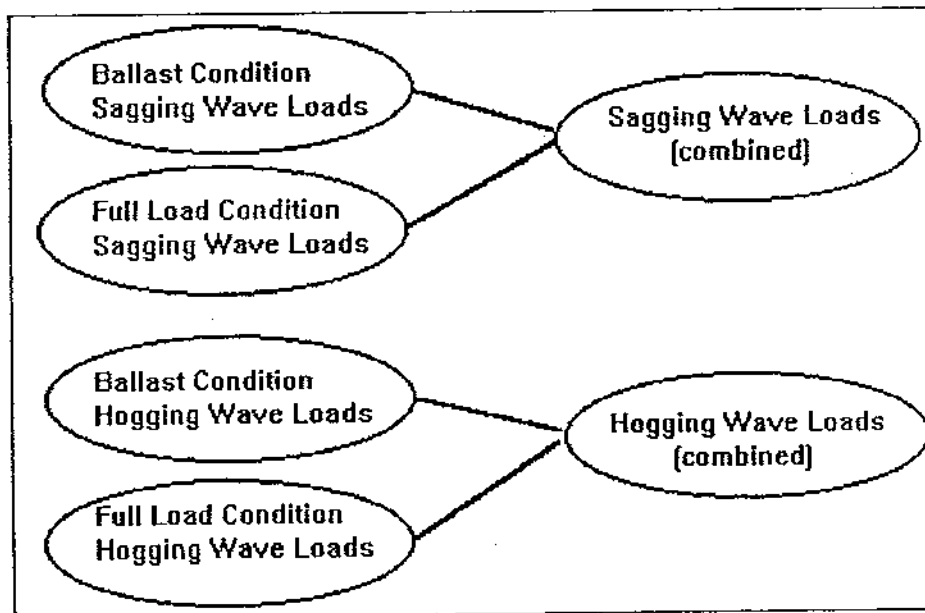 Ballast Condition
Sagging Wave Loads
Sagging Wave Loads
(combined)
Full Load Condition
Sagging Wave Loads
Ballast Condition
Hogging Wave Loads
Hogging Wave Loads
(combined)
Full Load Condition
Hogging Wave Loads